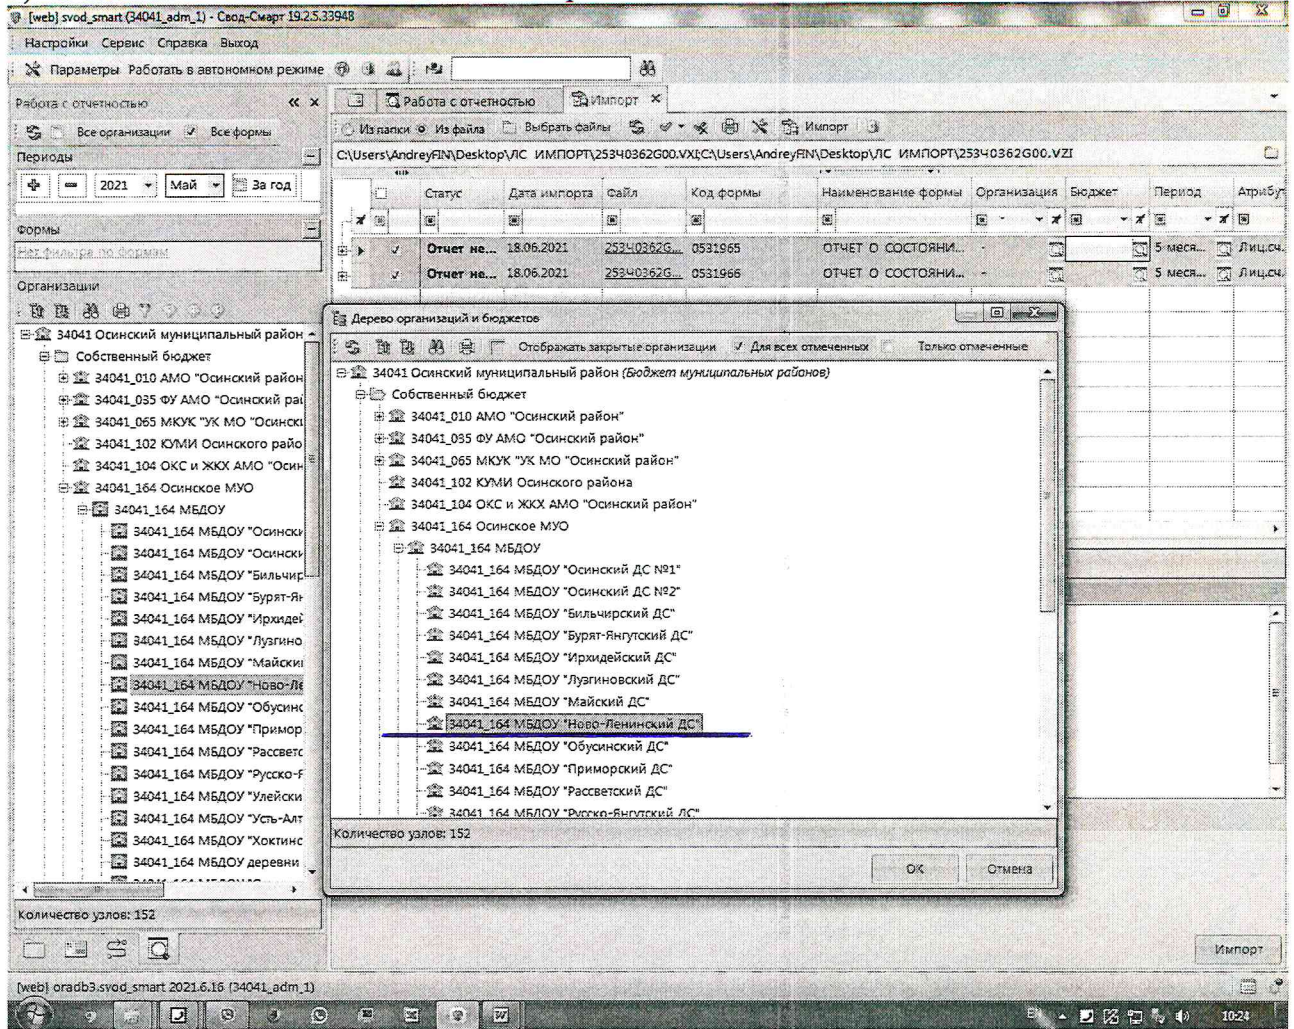 [web] svod_smart (34041_adm_1) - Свод-Смарт 19.2.5.33948
Настройки Сервис Справка Выход
Параметры Работать в автономном режиме
Работа с отчетностью
Работа с отчетностью Импорт
Все организации Все формы
Из папки Из файла Выбрать файлы Импорт
Периоды
C:\Users\AndreyFIN\Desktop\ЛС ИМПОРТ\25340362G00.VXI;C:\Users\AndreyFIN\Desktop\ЛС ИМПОРТ\25340362G00.VZI
2021 Май За год
Статус Дата импорта Файл Код формы Наименование формы Организация Бюджет Период Атрибу
Формы
Нет фильтра по формам
Отчет не... 18.06.2021 25340362G... 0531965 ОТЧЕТ О СОСТОЯНИ... - 5 меся... Лиц.сч.
Отчет не... 18.06.2021 25340362G... 0531966 ОТЧЕТ О СОСТОЯНИ... - 5 меся... Лиц.сч.
Организации
34041 Осинский муниципальный район
Собственный бюджет
34041_010 АМО "Осинский район
34041_035 ФУ АМО "Осинский рай
34041_065 МКУК "УК МО "Осински
34041_102 КУМИ Осинского райо
34041_104 ОКС и ЖКХ АМО "Осин
34041_164 Осинское МУО
34041_164 МБДОУ
34041_164 МБДОУ "Осински
34041_164 МБДОУ "Осински
34041_164 МБДОУ "Бильчир
34041_164 МБДОУ "Бурят-Ян
34041_164 МБДОУ "Ирхидей
34041_164 МБДОУ "Лузгино
34041_164 МБДОУ "Майский
34041_164 МБДОУ "Ново-Ле
34041_164 МБДОУ "Обусинс
34041_164 МБДОУ "Примор
34041_164 МБДОУ "Рассветс
34041_164 МБДОУ "Русско-Я
34041_164 МБДОУ "Улейски
34041_164 МБДОУ "Усть-Алт
34041_164 МБДОУ "Хоктинс
34041_164 МБДОУ деревни
Количество узлов: 152
Дерево организаций и бюджетов
Отображать закрытые организации Для всех отмеченных Только отмеченные
34041 Осинский муниципальный район (Бюджет муниципальных районов)
Собственный бюджет
34041_010 АМО "Осинский район"
34041_035 ФУ АМО "Осинский район"
34041_065 МКУК "УК МО "Осинский район"
34041_102 КУМИ Осинского района
34041_104 ОКС и ЖКХ АМО "Осинский район"
34041_164 Осинское МУО
34041_164 МБДОУ
34041_164 МБДОУ "Осинский ДС №1"
34041_164 МБДОУ "Осинский ДС №2"
34041_164 МБДОУ "Бильчирский ДС"
34041_164 МБДОУ "Бурят-Янгутский ДС"
34041_164 МБДОУ "Ирхидейский ДС"
34041_164 МБДОУ "Лузгиновский ДС"
34041_164 МБДОУ "Майский ДС"
34041_164 МБДОУ "Ново-Ленинский ДС"
34041_164 МБДОУ "Обусинский ДС"
34041_164 МБДОУ "Приморский ДС"
34041_164 МБДОУ "Рассветский ДС"
34041_164 МБДОУ "Русско-Янгутский ДС"
Количество узлов: 152
ОК Отмена
Импорт
[web] oradb3.svod_smart 2021.6.16 (34041_adm_1)
EN 10:24